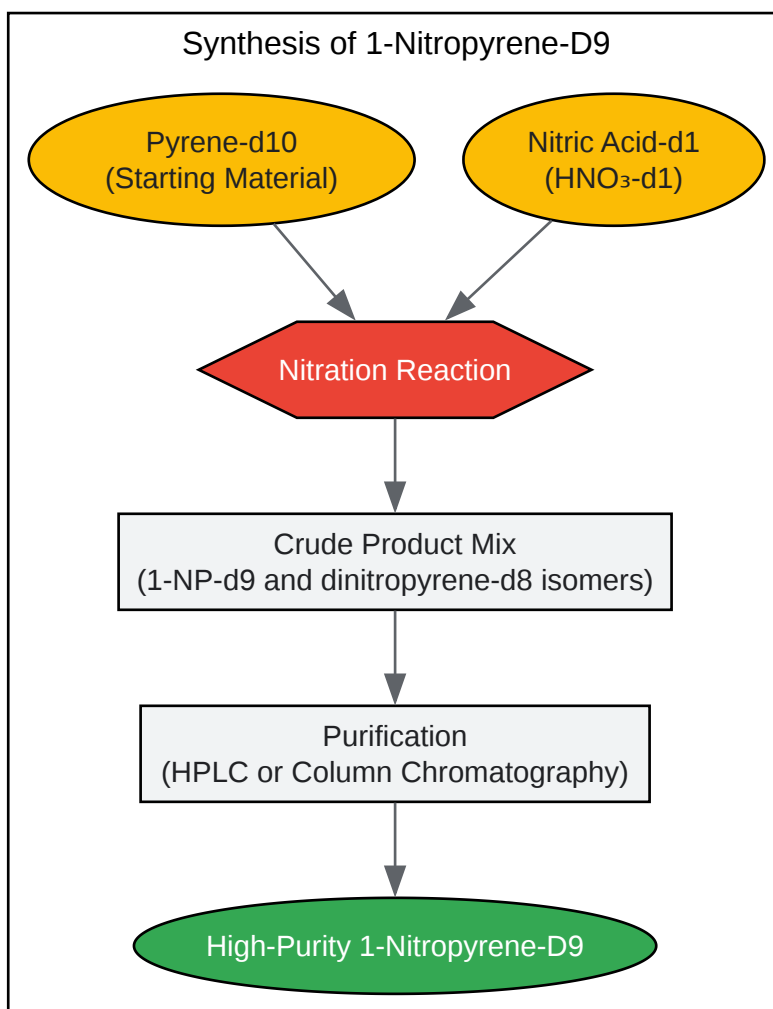 Synthesis of 1-Nitropyrene-D9
Pyrene-d10
(Starting Material)
Nitric Acid-d1
(HNO₃-d1)
Nitration Reaction
Crude Product Mix
(1-NP-d9 and dinitropyrene-d8 isomers)
Purification
(HPLC or Column Chromatography)
High-Purity 1-Nitropyrene-D9